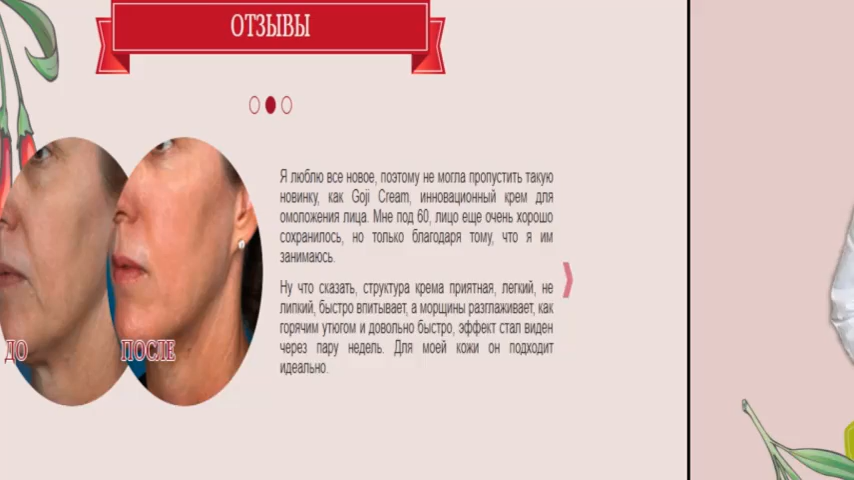 ОТЗЫВЫ
Я люблю все новое, поэтому не могла пропустить такую
новинку, как Goji Cream, инновационный крем для
омоложения лица. Мне под 60, лицо еще очень хорошо
сохранилось, но только благодаря тому, что я им
занимаюсь.
Ну что сказать, структура крема приятная, легкий, не
липкий, быстро впитывает, а морщины разглаживает, как
горячим утюгом и довольно быстро, эффект стал виден
через пару недель. Для моей кожи он подходит
идеально.
ДО ПОСЛЕ